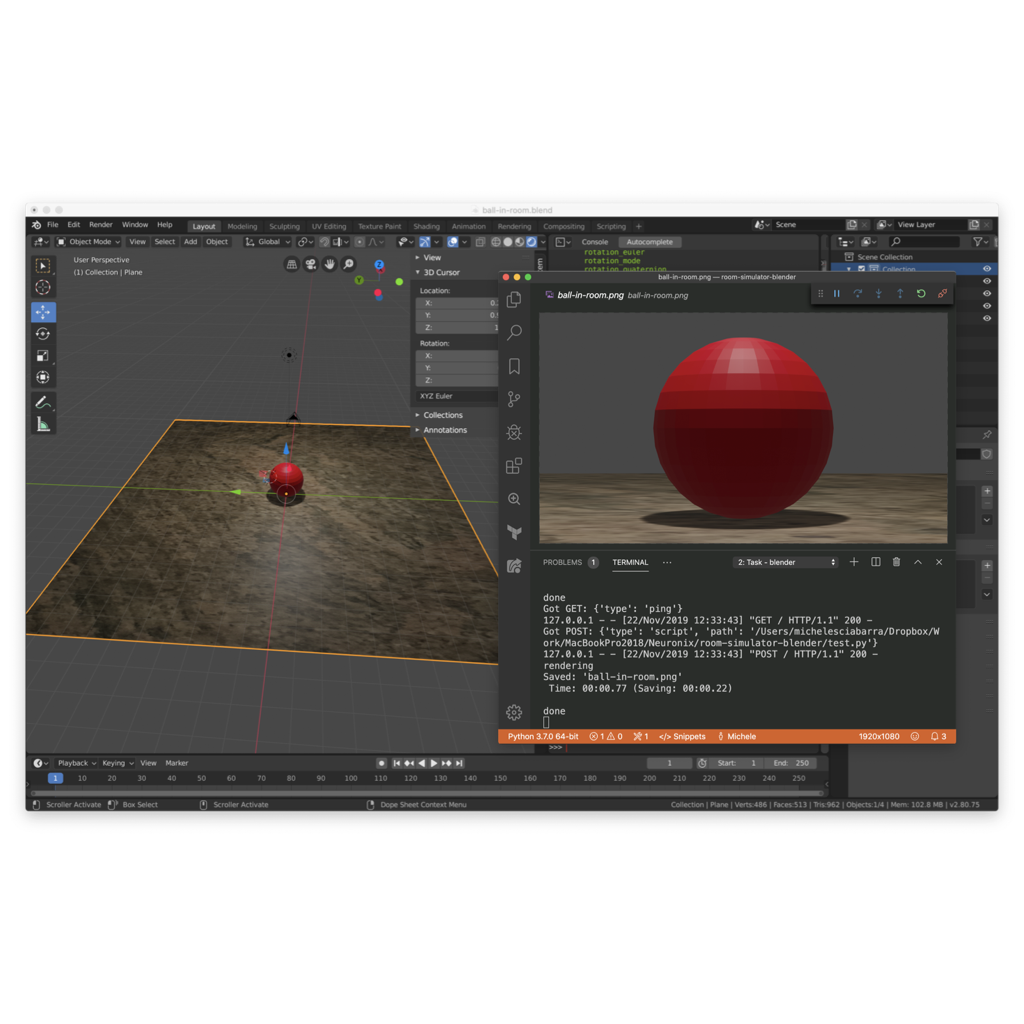 ball-in-room.blend
File Edit Render Window Help Layout Modeling Sculpting UV Editing Texture Paint Shading Animation Rendering Compositing Scripting + Scene View Layer
Object Mode View Select Add Object Global Console Autocomplete
User Perspective
(1) Collection | Plane
View
3D Cursor
Location:
X:
Y:
Z:
Rotation:
X:
Y:
Z:
XYZ Euler
Collections
Annotations
Z
Y
rotation_euler
rotation_mode
rotation_quaternion
>>>
Scene Collection
Collection
ball-in-room.png — room-simulator-blender
ball-in-room.png ball-in-room.png
PROBLEMS 1 TERMINAL ··· 2: Task - blender
done
Got GET: {'type': 'ping'}
127.0.0.1 - - [22/Nov/2019 12:33:43] "GET / HTTP/1.1" 200 -
Got POST: {'type': 'script', 'path': '/Users/michelesciabarra/Dropbox/W
ork/MacBookPro2018/Neuronix/room-simulator-blender/test.py'}
127.0.0.1 - - [22/Nov/2019 12:33:43] "POST / HTTP/1.1" 200 -
rendering
Saved: 'ball-in-room.png'
Time: 00:00.77 (Saving: 00:00.22)
done
Python 3.7.0 64-bit 1 0 1 </> Snippets Michele 1920x1080 3
Playback Keying View Marker 1 Start: 1 End: 250
1 10 20 30 40 50 60 70 80 90 100 110 120 130 140 150 160 170 180 190 200 210 220 230 240 250
Scroller Activate Box Select Scroller Activate Dope Sheet Context Menu Collection | Plane | Verts:486 | Faces:513 | Tris:962 | Objects:1/4 | Mem: 102.8 MB | v2.80.75